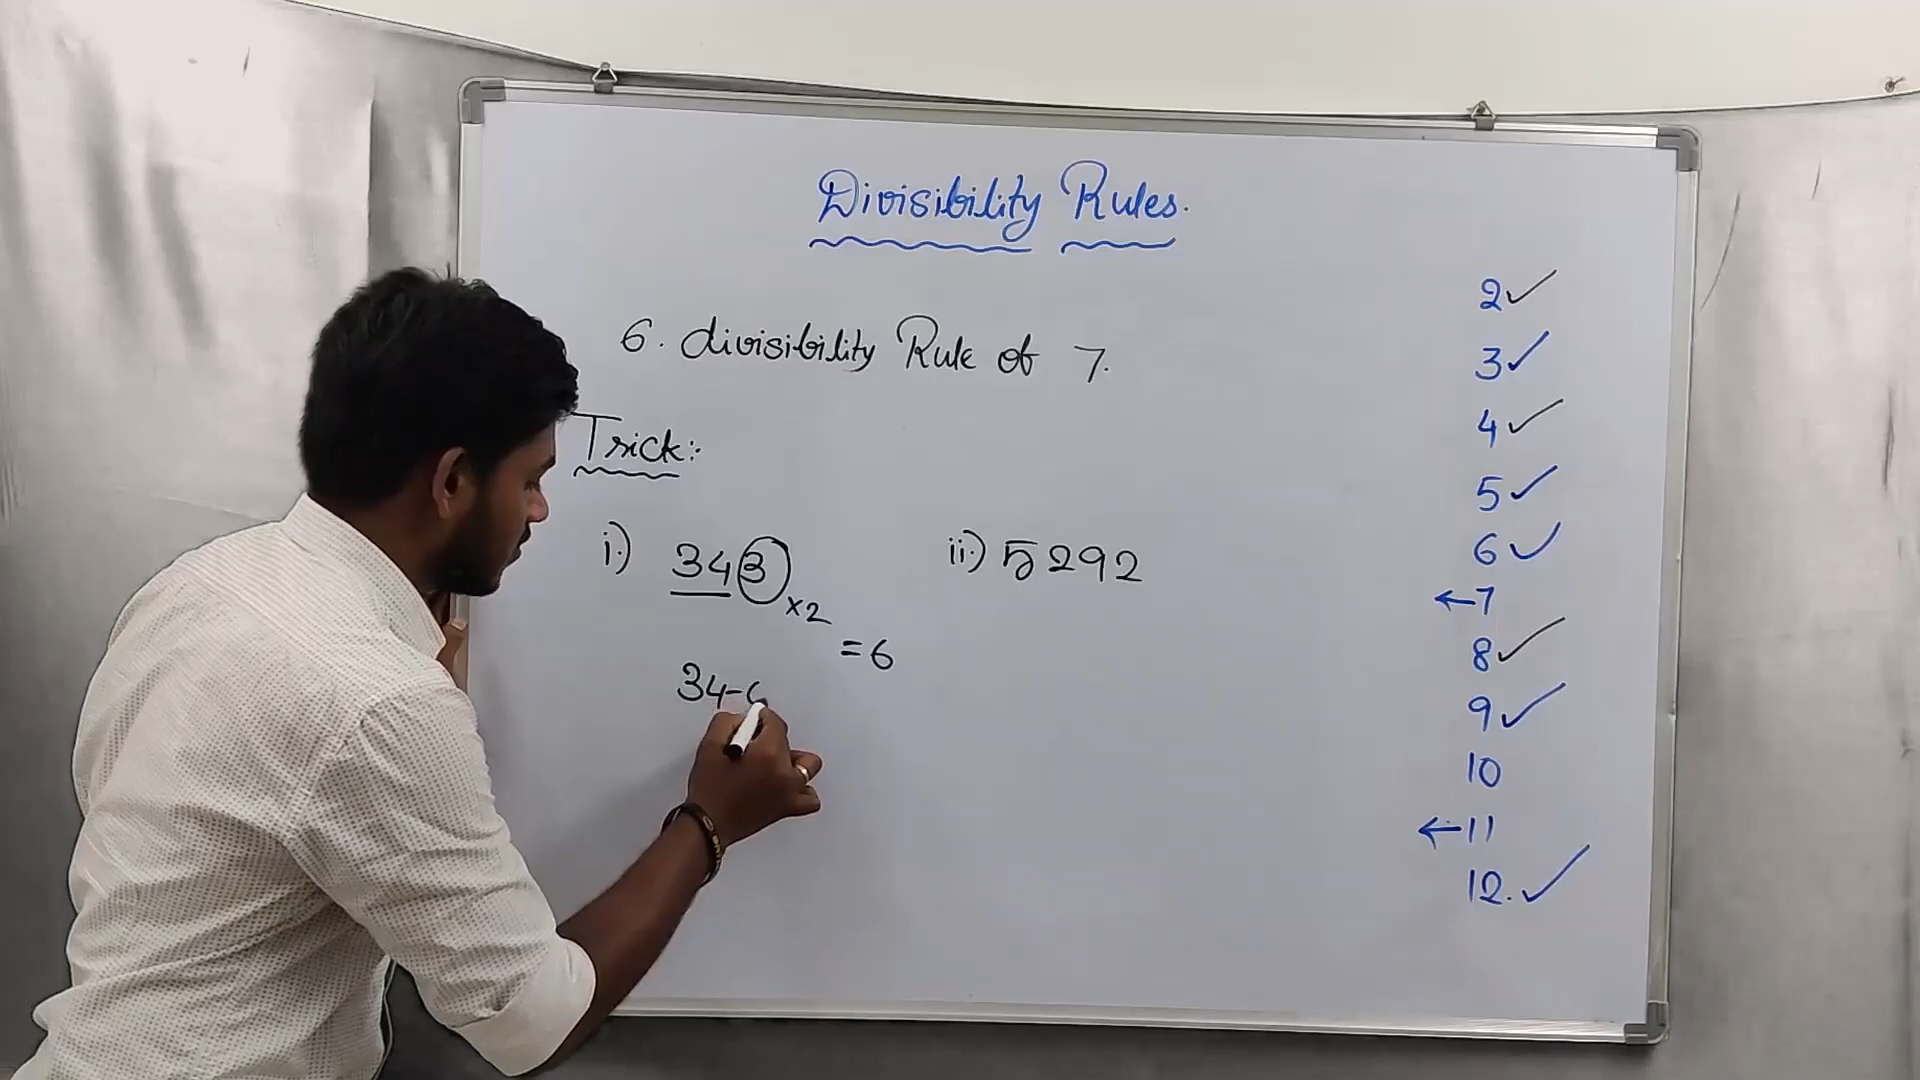 Divisibility Rules.
6. divisibility Rule of 7.
Trick:
i) 343 ×2
= 6
34-6
ii) 5292
2 ✓
3 ✓
4 ✓
5 ✓
6 ✓
←7
8 ✓
9 ✓
10
←11
12. ✓